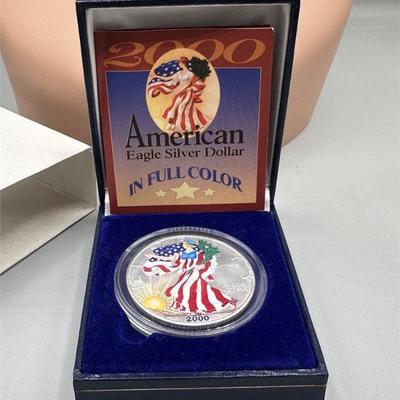 2000
American
Eagle Silver Dollar
IN FULL COLOR
2000